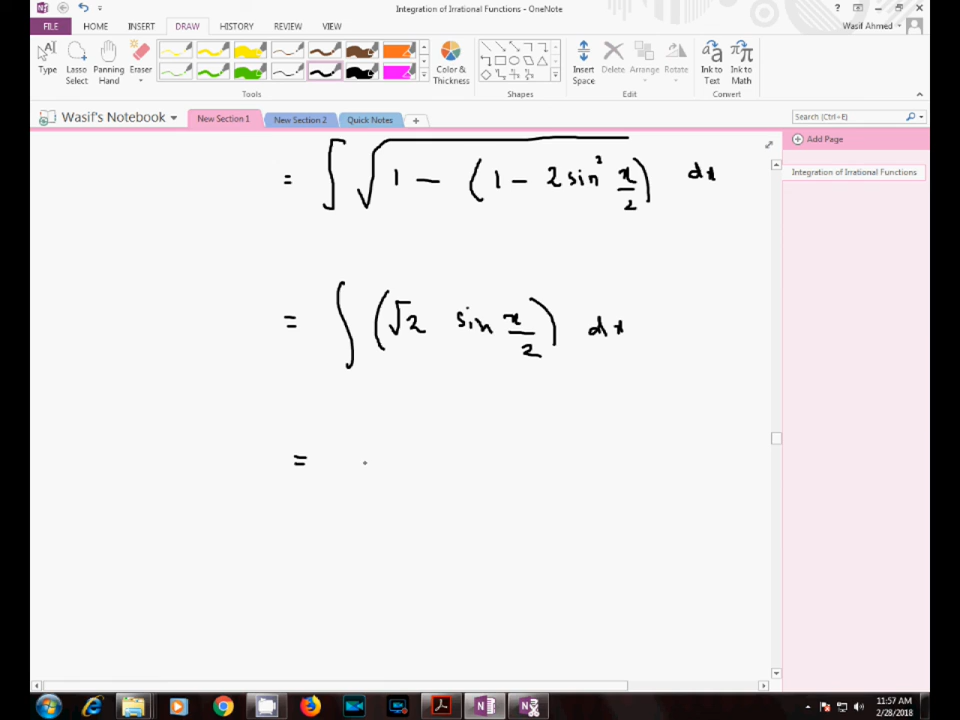 Integration of Irrational Functions - OneNote
Wasif Ahmed
FILE HOME INSERT DRAW HISTORY REVIEW VIEW
Type Lasso Select Panning Hand Eraser Color & Thickness Insert Space Delete Arrange Rotate Ink to Text Ink to Math
Tools Shapes Edit Convert
Wasif's Notebook New Section 1 New Section 2 Quick Notes Search (Ctrl+E)
Add Page
Integration of Irrational Functions
= ∫ √(1 − (1 − 2 sin² x/2)) dx
= ∫ (√2 sin x/2) dx
=
11:57 AM
2/28/2018